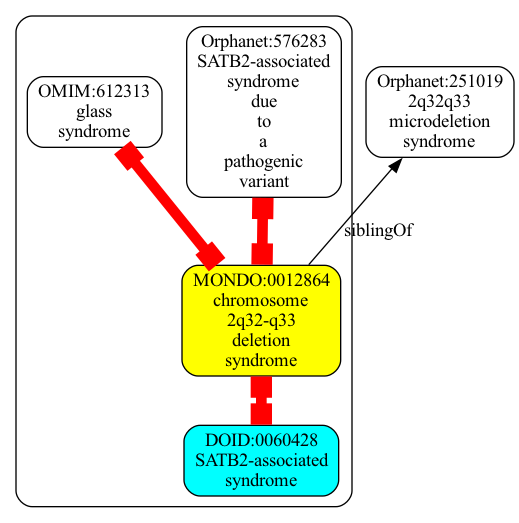 Orphanet:576283
SATB2-associated
syndrome
due
to
a
pathogenic
variant
OMIM:612313
glass
syndrome
Orphanet:251019
2q32q33
microdeletion
syndrome
siblingOf
MONDO:0012864
chromosome
2q32-q33
deletion
syndrome
DOID:0060428
SATB2-associated
syndrome